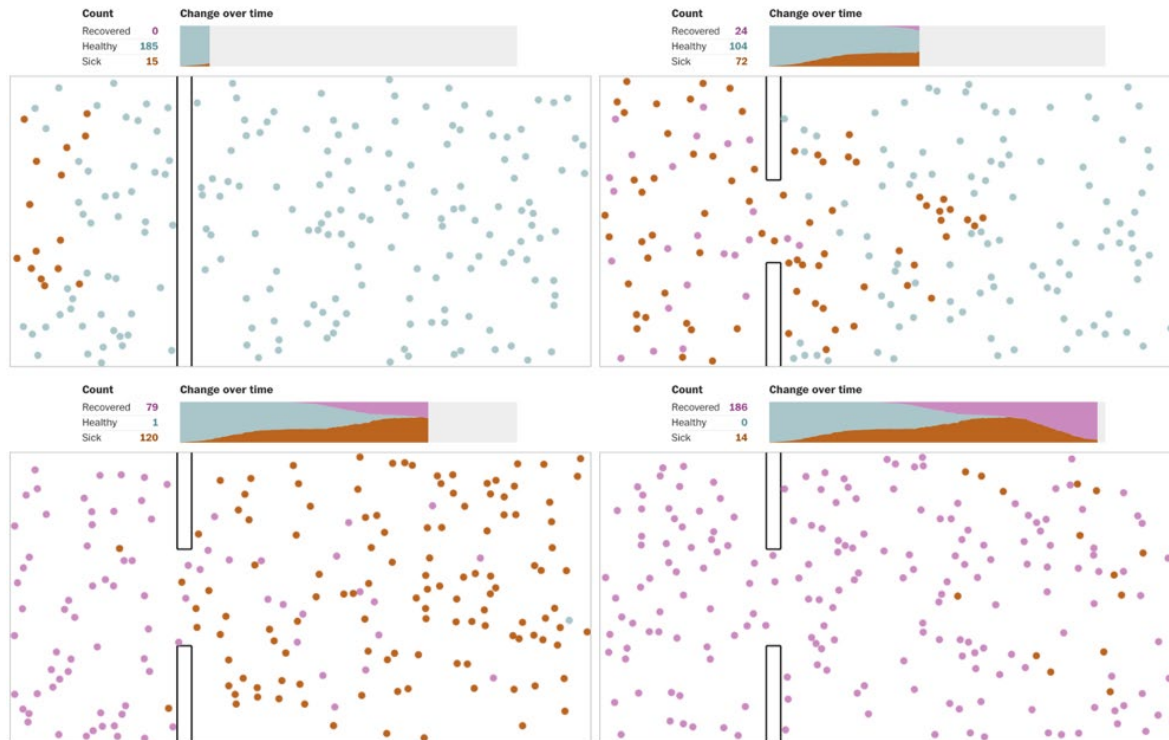 Count Change over time
Recovered 0
Healthy 185
Sick 15
Count Change over time
Recovered 24
Healthy 104
Sick 72
Count Change over time
Recovered 79
Healthy 1
Sick 120
Count Change over time
Recovered 186
Healthy 0
Sick 14